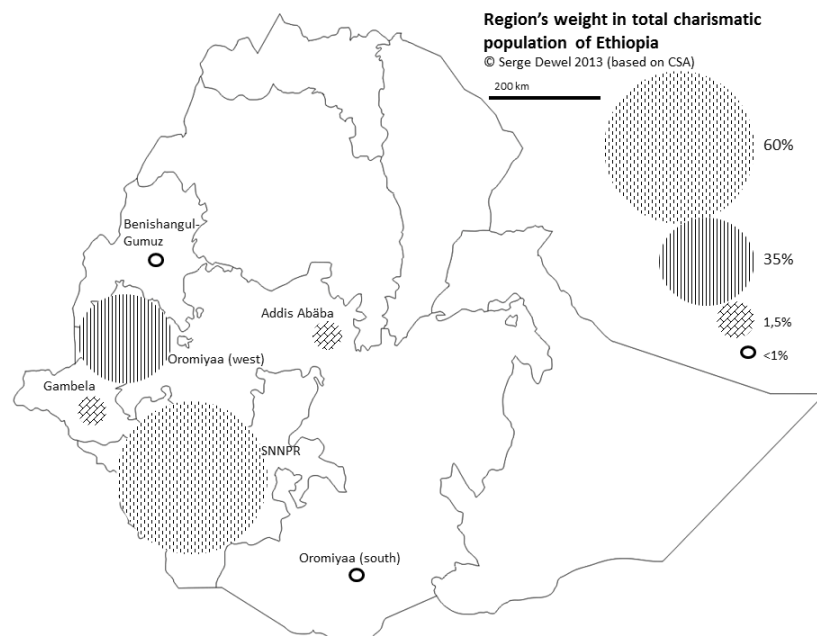 Region's weight in total charismatic
population of Ethiopia
© Serge Dewel 2013 (based on CSA)
200 km
60%
35%
1,5%
<1%
Benishangul-
Gumuz
Addis Abäba
Oromiyaa (west)
Gambela
SNNPR
Oromiyaa (south)